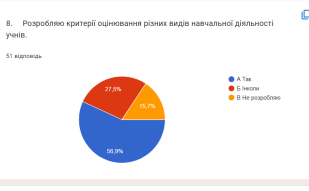 8. Розробляю критерії оцінювання різних видів навчальної діяльності
учнів.
51 відповідь
27,5%
15,7%
56,9%
А Так
Б Інколи
В Не розробляю